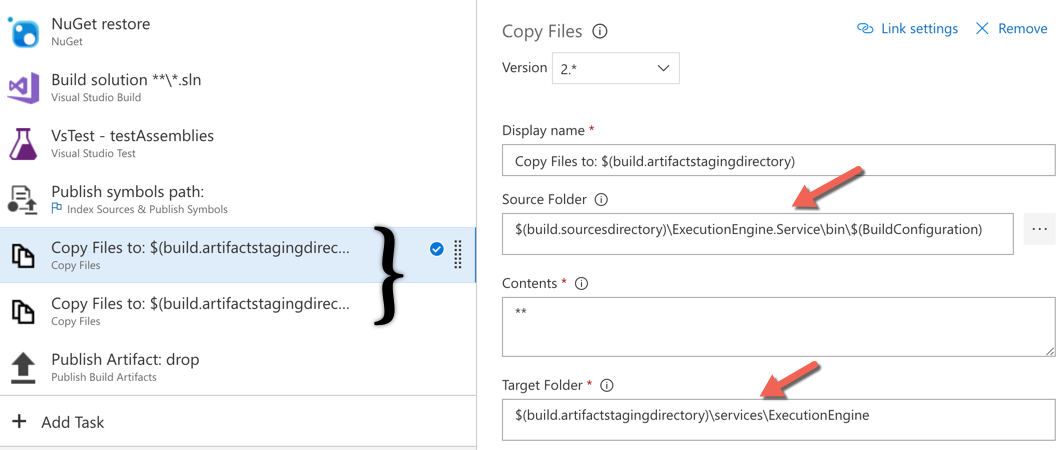 NuGet restore
NuGet
Build solution **\*.sln
Visual Studio Build
VsTest - testAssemblies
Visual Studio Test
Publish symbols path:
Index Sources & Publish Symbols
Copy Files to: $(build.artifactstagingdirec...
Copy Files
Copy Files to: $(build.artifactstagingdirec...
Copy Files
Publish Artifact: drop
Publish Build Artifacts
+ Add Task
}
Copy Files
Link settings
Remove
Version 2.*
Display name *
Copy Files to: $(build.artifactstagingdirectory)
Source Folder
$(build.sourcesdirectory)\ExecutionEngine.Service\bin\$(BuildConfiguration)
...
Contents *
**
Target Folder *
$(build.artifactstagingdirectory)\services\ExecutionEngine